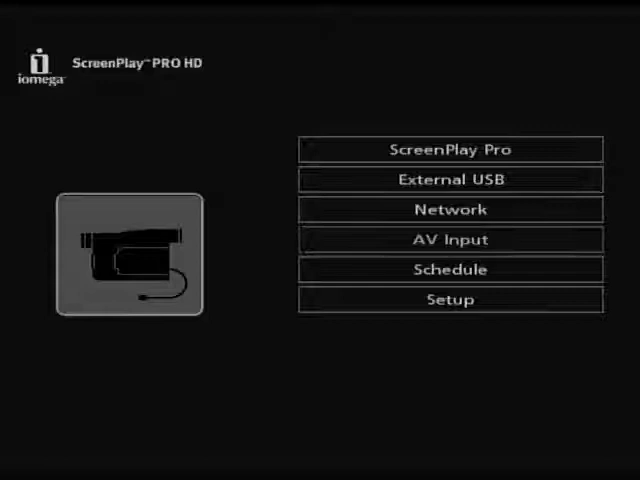 iomega
ScreenPlay™ PRO HD
ScreenPlay Pro
External USB
Network
AV Input
Schedule
Setup